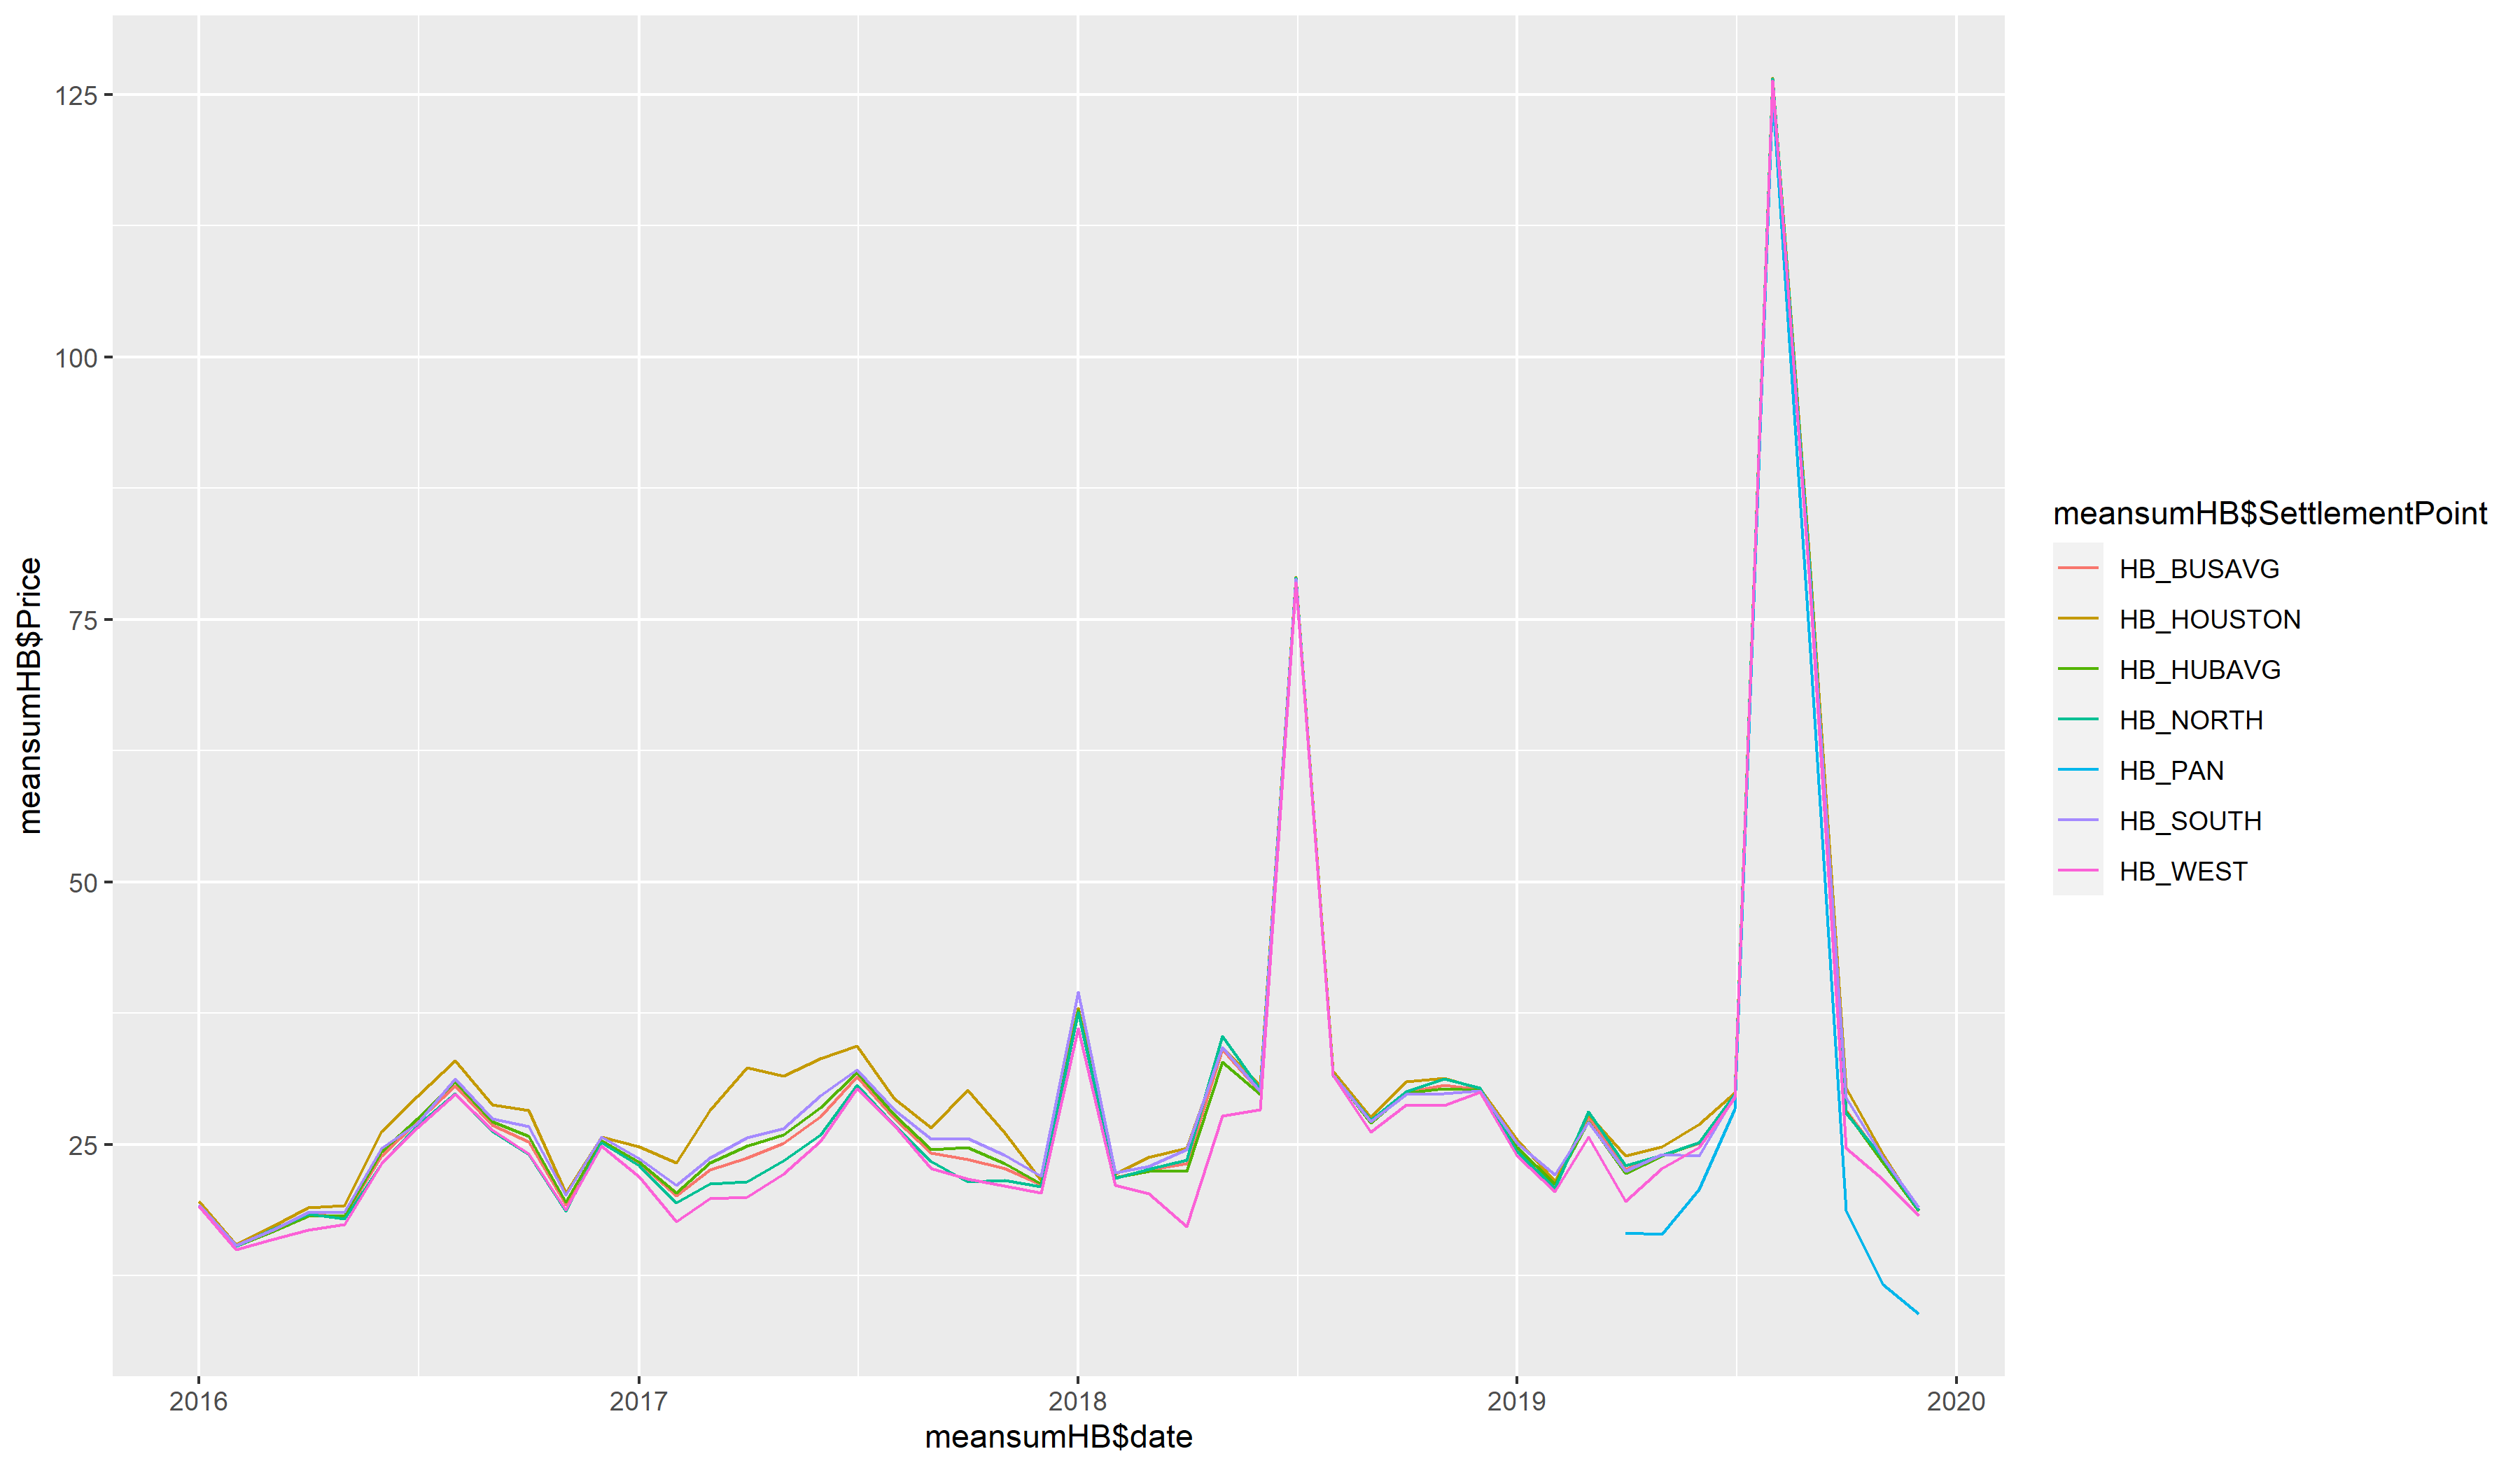 125
100
75
50
25
meansumHB$Price
2016
2017
2018
2019
2020
meansumHB$date
meansumHB$SettlementPoint
HB_BUSAVG
HB_HOUSTON
HB_HUBAVG
HB_NORTH
HB_PAN
HB_SOUTH
HB_WEST